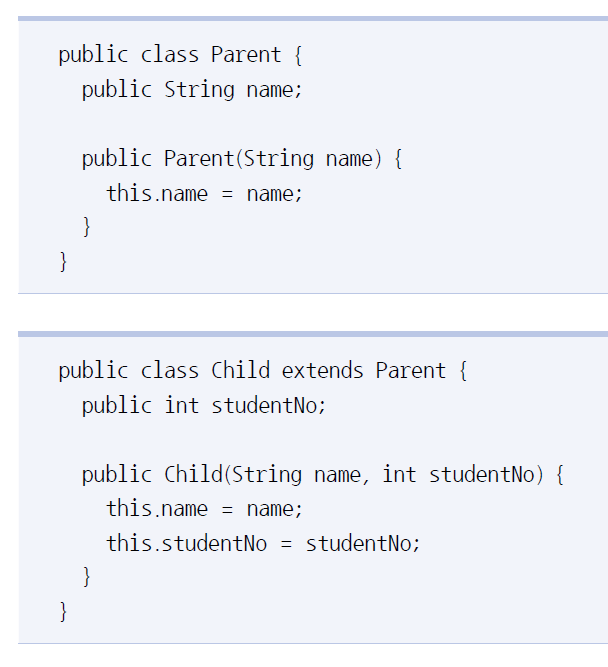 public class Parent {
public String name;
public Parent(String name) {
this.name = name;
}
}
public class Child extends Parent {
public int studentNo;
public Child(String name, int studentNo) {
this.name = name;
this.studentNo = studentNo;
}
}